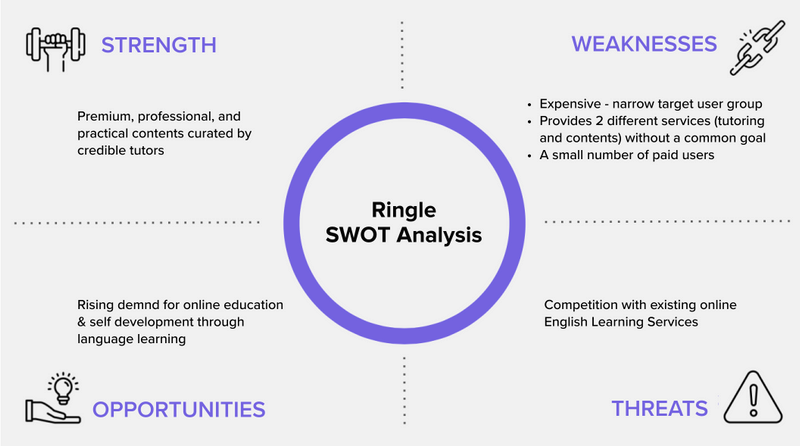 STRENGTH
Premium, professional, and
practical contents curated by
credible tutors
WEAKNESSES
• Expensive - narrow target user group
• Provides 2 different services (tutoring
and contents) without a common goal
• A small number of paid users
Ringle
SWOT Analysis
Rising demnd for online education
& self development through
language learning
OPPORTUNITIES
Competition with existing online
English Learning Services
THREATS